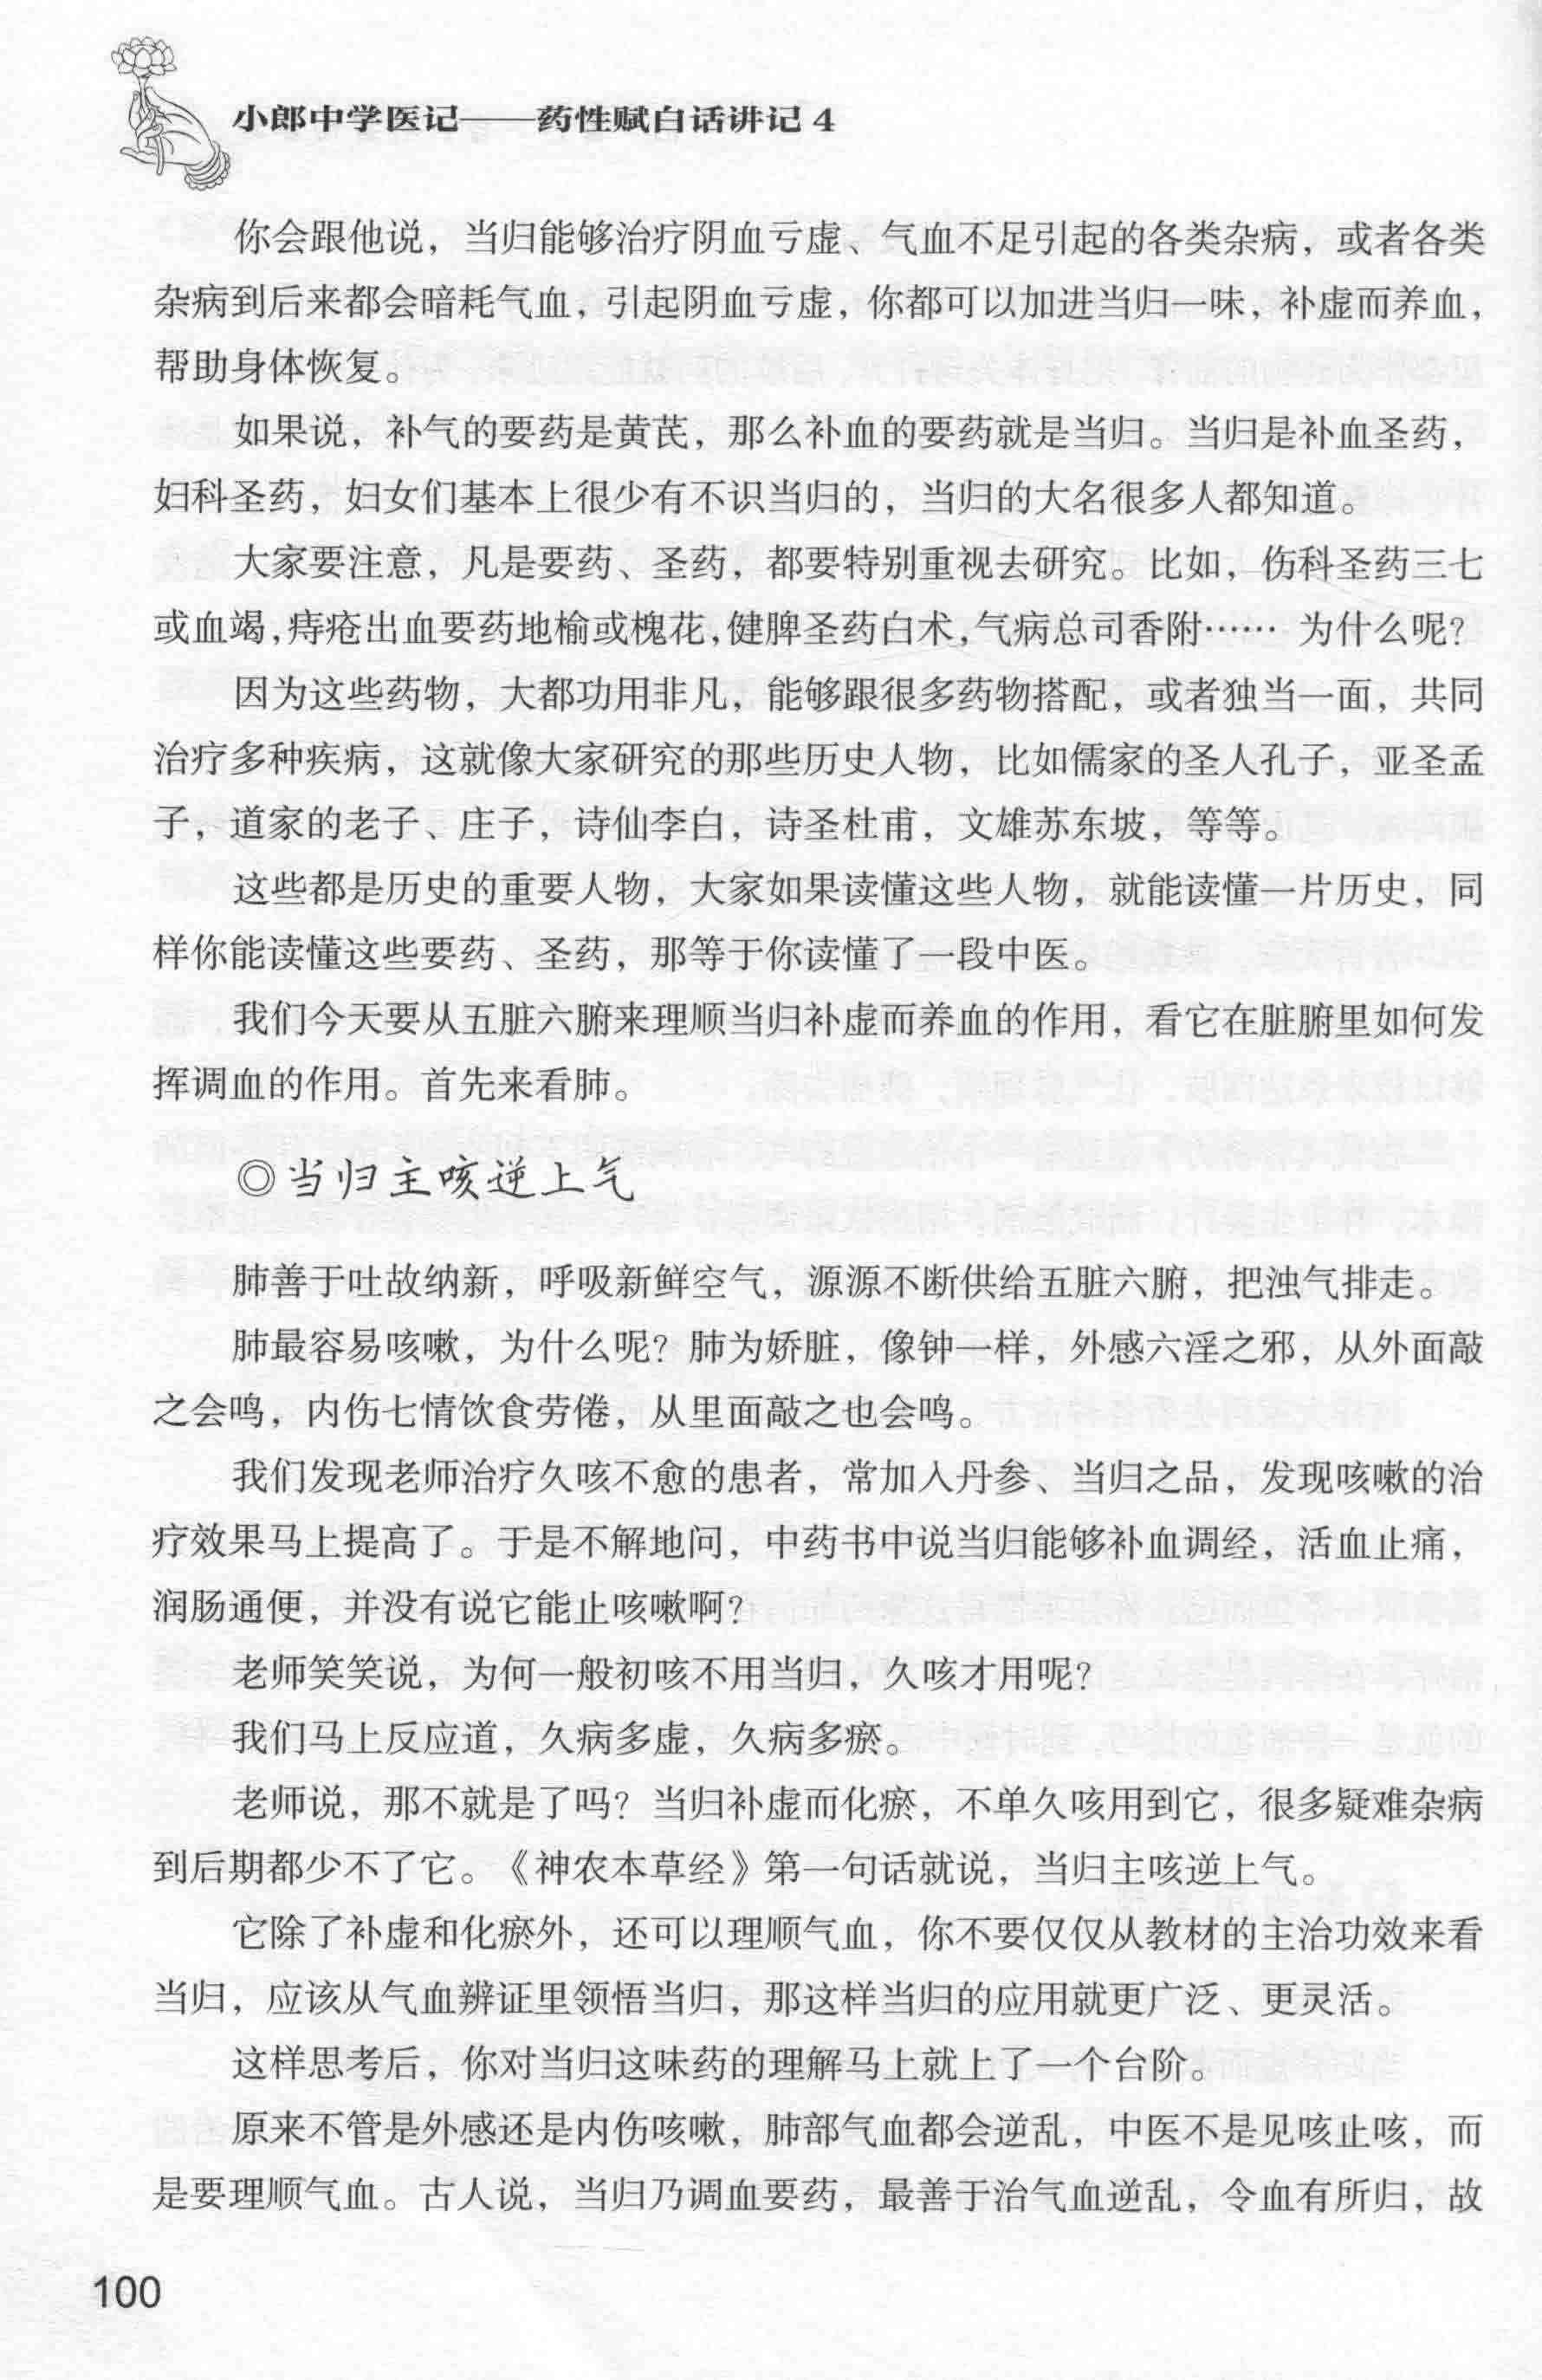 小郎中学医记——药性赋白话讲记 4
你会跟他说，当归能够治疗阴血亏虚、气血不足引起的各类杂病，或者各类
杂病到后来都会暗耗气血，引起阴血亏虚，你都可以加进当归一味，补虚而养血，
帮助身体恢复。
如果说，补气的要药是黄芪，那么补血的要药就是当归。当归是补血圣药，
妇科圣药，妇女们基本上很少有不识当归的，当归的大名很多人都知道。
大家要注意，凡是要药、圣药，都要特别重视去研究。比如，伤科圣药三七
或血竭，痔疮出血要药地榆或槐花，健脾圣药白术，气病总司香附…… 为什么呢？
因为这些药物，大都功用非凡，能够跟很多药物搭配，或者独当一面，共同
治疗多种疾病，这就像大家研究的那些历史人物，比如儒家的圣人孔子，亚圣孟
子，道家的老子、庄子，诗仙李白，诗圣杜甫，文雄苏东坡，等等。
这些都是历史的重要人物，大家如果读懂这些人物，就能读懂一片历史，同
样你能读懂这些要药、圣药，那等于你读懂了一段中医。
我们今天要从五脏六腑来理顺当归补虚而养血的作用，看它在脏腑里如何发
挥调血的作用。首先来看肺。
◎当归主咳逆上气
肺善于吐故纳新，呼吸新鲜空气，源源不断供给五脏六腑，把浊气排走。
肺最容易咳嗽，为什么呢？肺为娇脏，像钟一样，外感六淫之邪，从外面敲
之会鸣，内伤七情饮食劳倦，从里面敲之也会鸣。
我们发现老师治疗久咳不愈的患者，常加入丹参、当归之品，发现咳嗽的治
疗效果马上提高了。于是不解地问，中药书中说当归能够补血调经，活血止痛，
润肠通便，并没有说它能止咳嗽啊？
老师笑笑说，为何一般初咳不用当归，久咳才用呢？
我们马上反应道，久病多虚，久病多瘀。
老师说，那不就是了吗？当归补虚而化瘀，不单久咳用到它，很多疑难杂病
到后期都少不了它。《神农本草经》第一句话就说，当归主咳逆上气。
它除了补虚和化瘀外，还可以理顺气血，你不要仅仅从教材的主治功效来看
当归，应该从气血辨证里领悟当归，那这样当归的应用就更广泛、更灵活。
这样思考后，你对当归这味药的理解马上就上了一个台阶。
原来不管是外感还是内伤咳嗽，肺部气血都会逆乱，中医不是见咳止咳，而
是要理顺气血。古人说，当归乃调血要药，最善于治气血逆乱，令血有所归，故
100